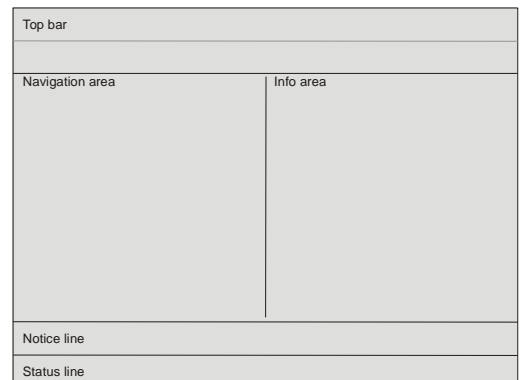 Top bar
Navigation area
Info area
Notice line
Status line